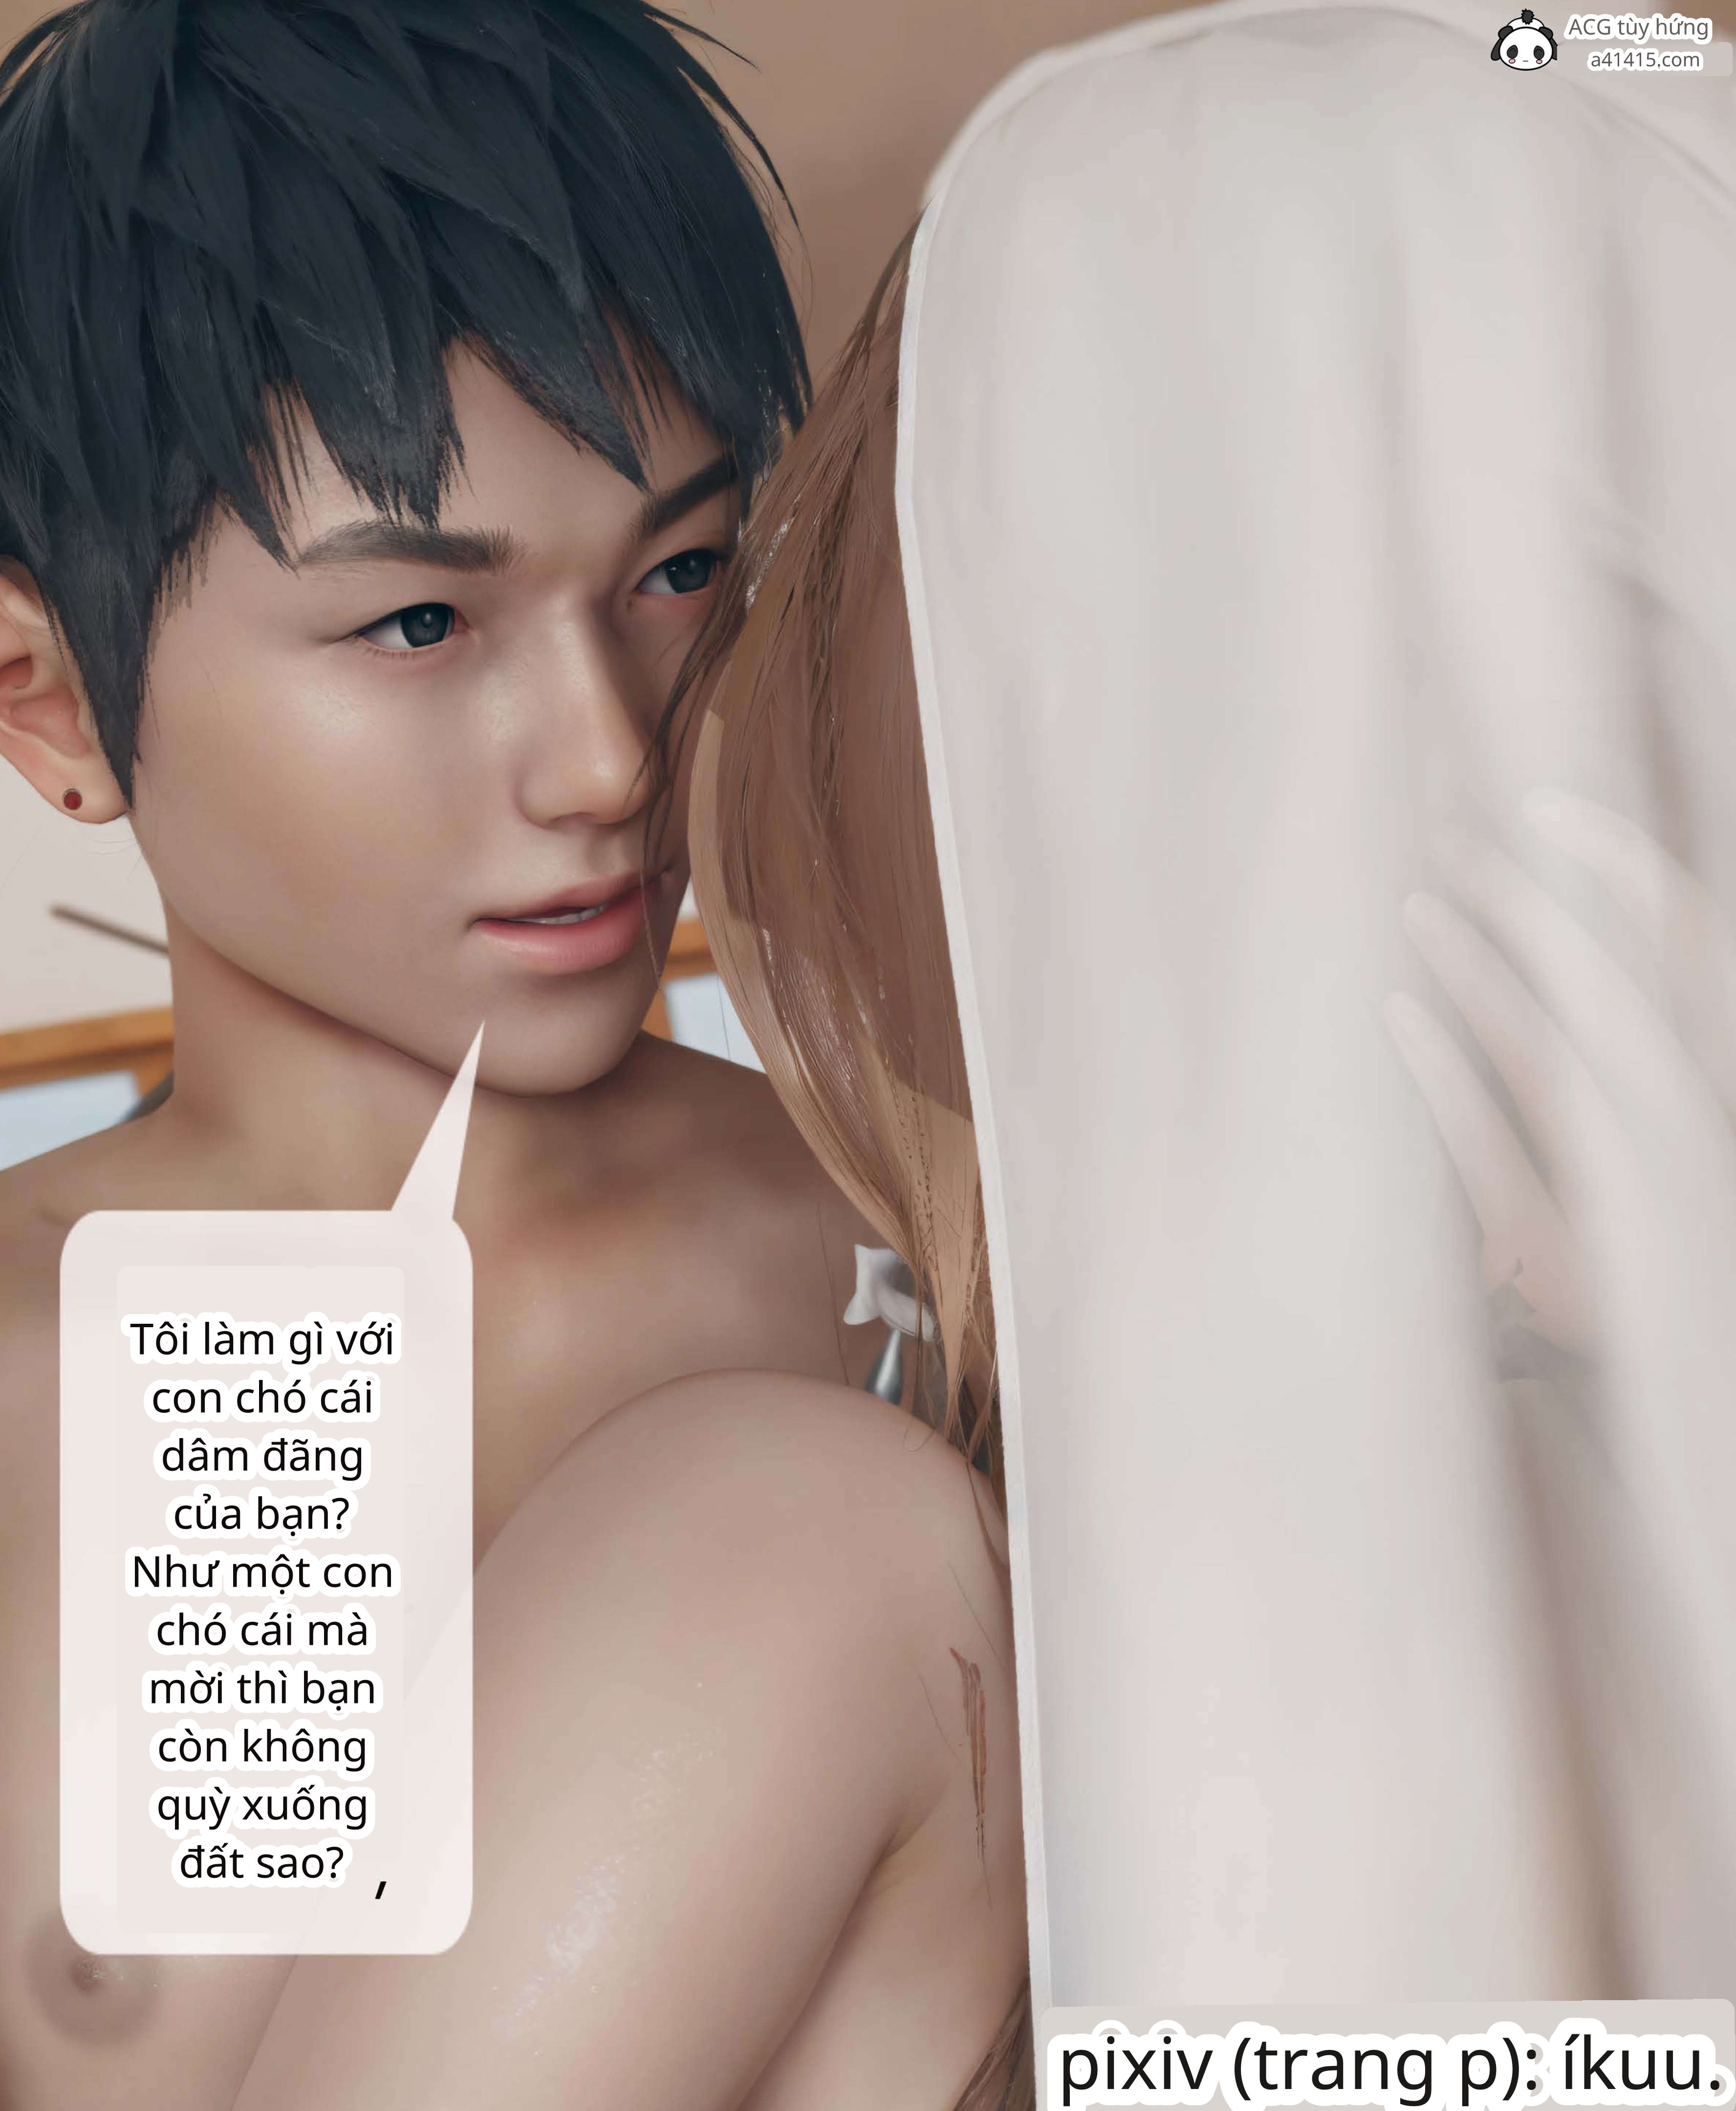 ACG tùy hứng
a41415.com
Tôi làm gì với
con chó cái
dâm đãng
của bạn?
Như một con
chó cái mà
mời thì bạn
còn không
quỳ xuống
đất sao?
,
pixiv (trang p): íkuu.